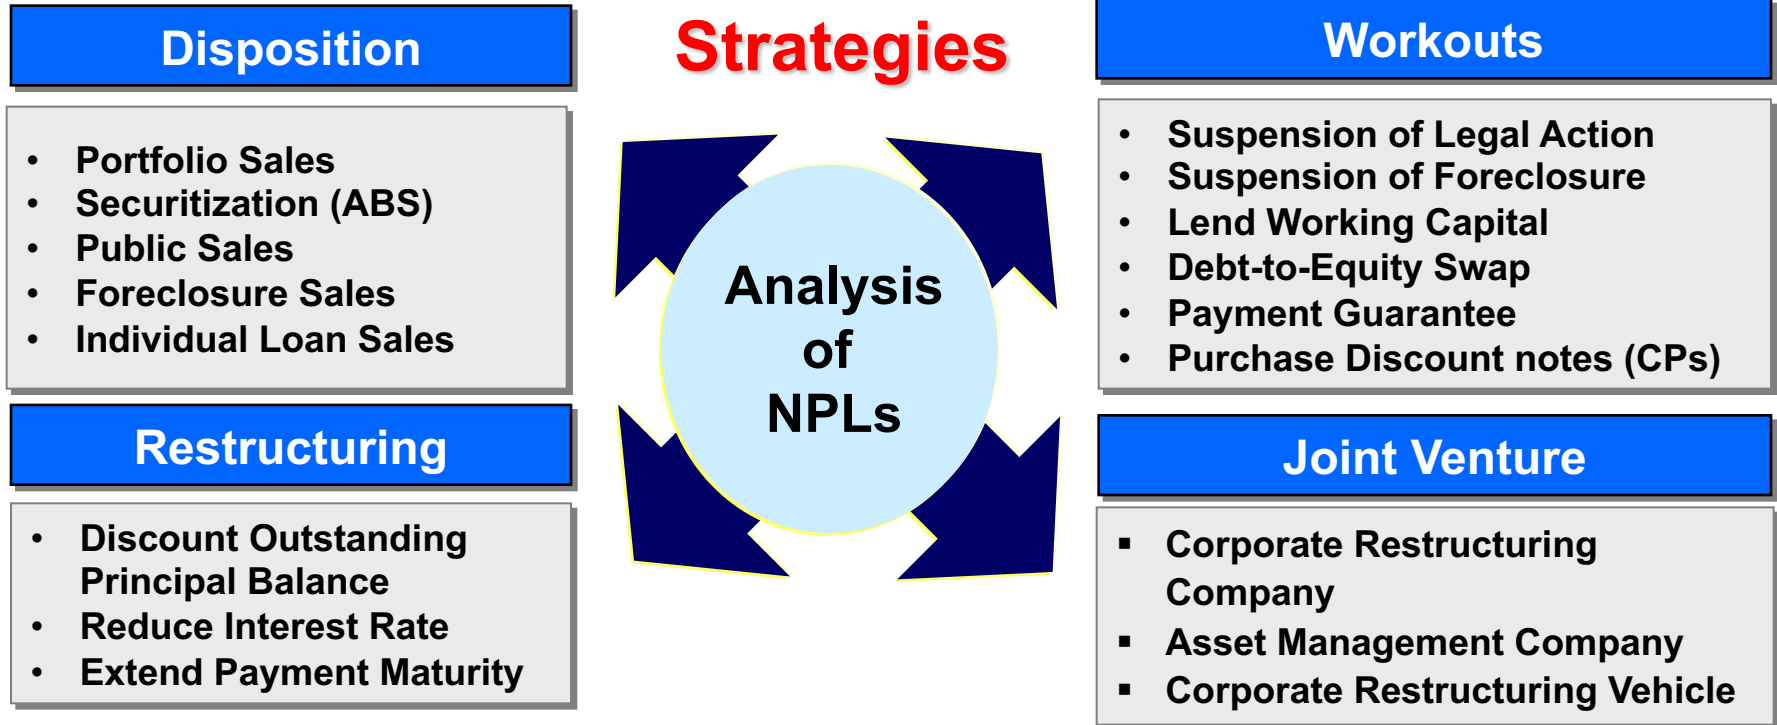 Strategies
Disposition
• Portfolio Sales
• Securitization (ABS)
• Public Sales
• Foreclosure Sales
• Individual Loan Sales
Restructuring
• Discount Outstanding
Principal Balance
• Reduce Interest Rate
• Extend Payment Maturity
Analysis
of
NPLs
Workouts
• Suspension of Legal Action
• Suspension of Foreclosure
• Lend Working Capital
• Debt-to-Equity Swap
• Payment Guarantee
• Purchase Discount notes (CPs)
Joint Venture
▪ Corporate Restructuring
Company
▪ Asset Management Company
▪ Corporate Restructuring Vehicle